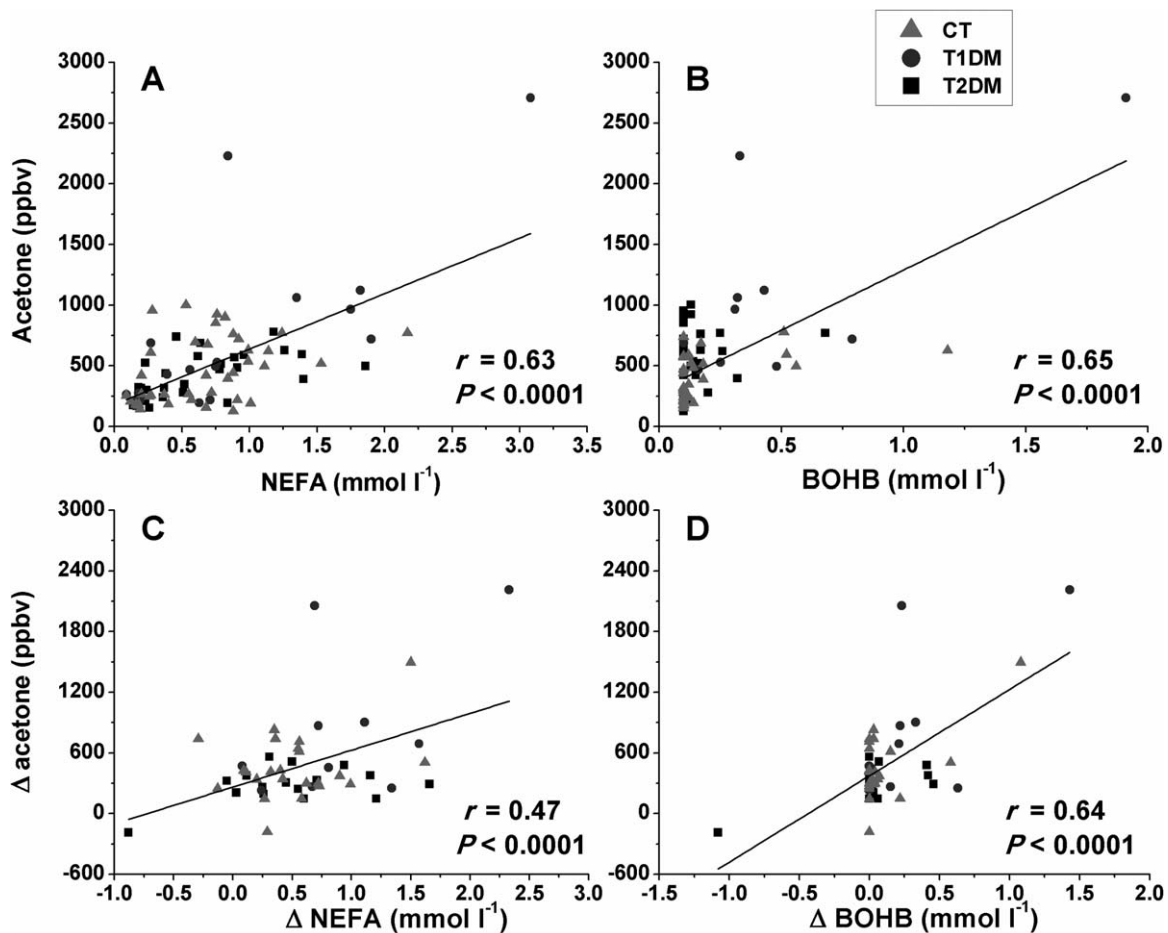 CT
T1DM
T2DM
A
Acetone (ppbv)
3000
2500
2000
1500
1000
500
0
0.0 0.5 1.0 1.5 2.0 2.5 3.0 3.5
NEFA (mmol l⁻¹)
r = 0.63
P < 0.0001
B
3000
2500
2000
1500
1000
500
0
0.0 0.5 1.0 1.5 2.0
BOHB (mmol l⁻¹)
r = 0.65
P < 0.0001
C
Δ acetone (ppbv)
3000
2400
1800
1200
600
0
-600
-1.0 -0.5 0.0 0.5 1.0 1.5 2.0 2.5 3.0
Δ NEFA (mmol l⁻¹)
r = 0.47
P < 0.0001
D
3000
2400
1800
1200
600
0
-600
-1.5 -1.0 -0.5 0.0 0.5 1.0 1.5 2.0
Δ BOHB (mmol l⁻¹)
r = 0.64
P < 0.0001